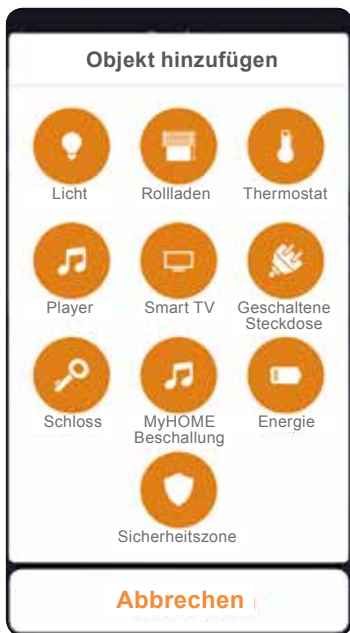 Objekt hinzufügen
Licht Rollladen Thermostat
Player Smart TV Geschaltene
Steckdose
Schloss MyHOME Energie
Beschallung
Sicherheitszone
Abbrechen